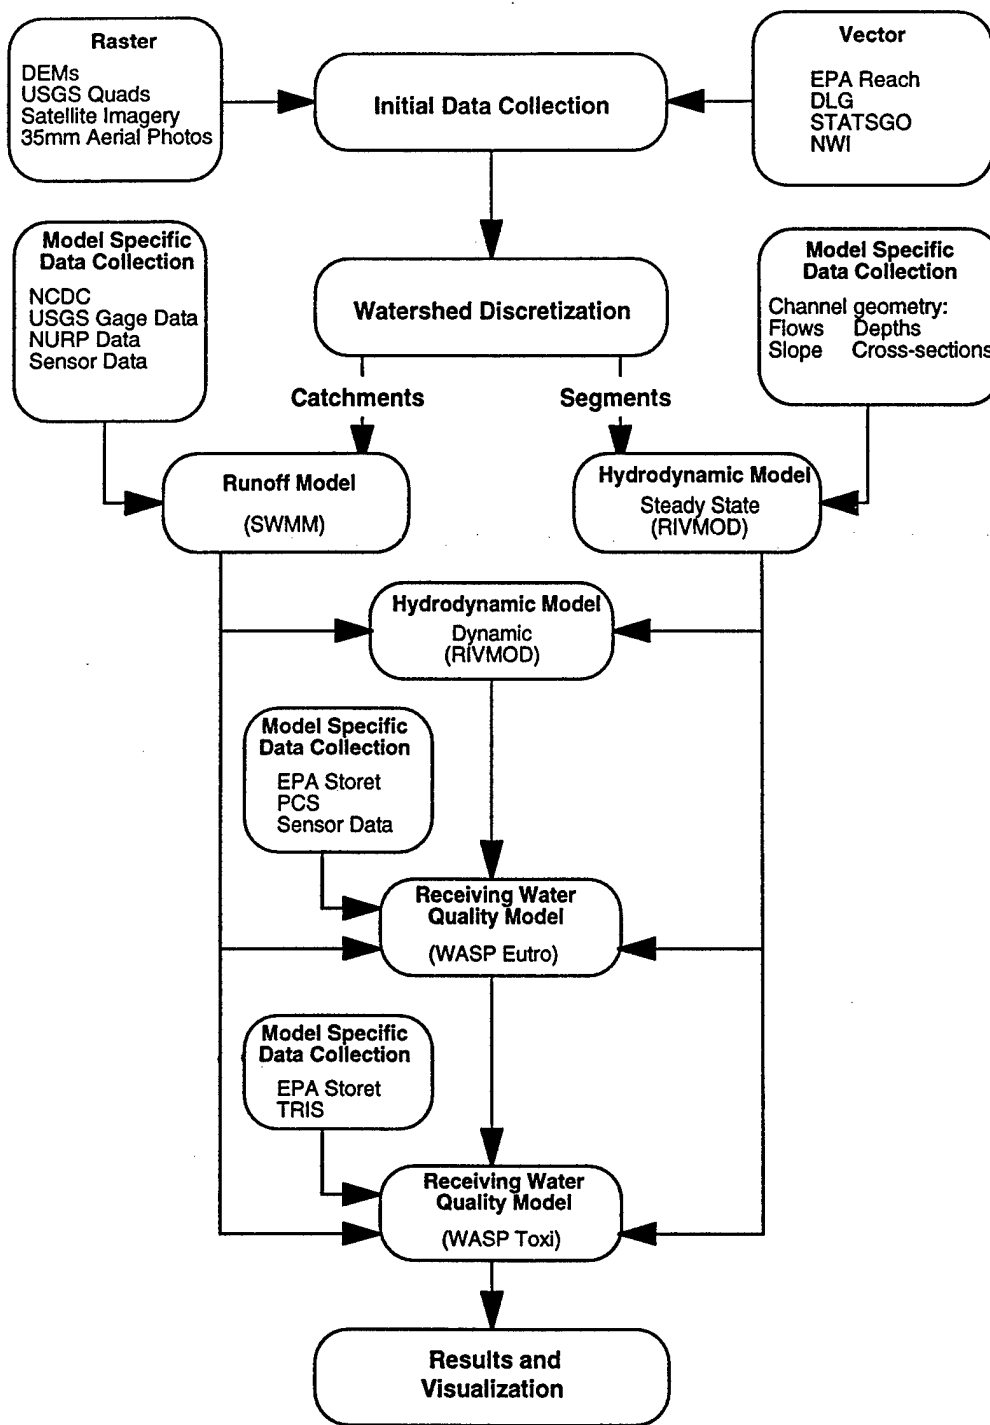 Raster
DEMs
USGS Quads
Satellite Imagery
35mm Aerial Photos
Initial Data Collection
Vector
EPA Reach
DLG
STATSGO
NWI
Model Specific
Data Collection
NCDC
USGS Gage Data
NURP Data
Sensor Data
Watershed Discretization
Model Specific
Data Collection
Channel geometry:
Flows Depths
Slope Cross-sections
Catchments
Segments
Runoff Model
(SWMM)
Hydrodynamic Model
Steady State
(RIVMOD)
Hydrodynamic Model
Dynamic
(RIVMOD)
Model Specific
Data Collection
EPA Storet
PCS
Sensor Data
Receiving Water
Quality Model
(WASP Eutro)
Model Specific
Data Collection
EPA Storet
TRIS
Receiving Water
Quality Model
(WASP Toxi)
Results and
Visualization